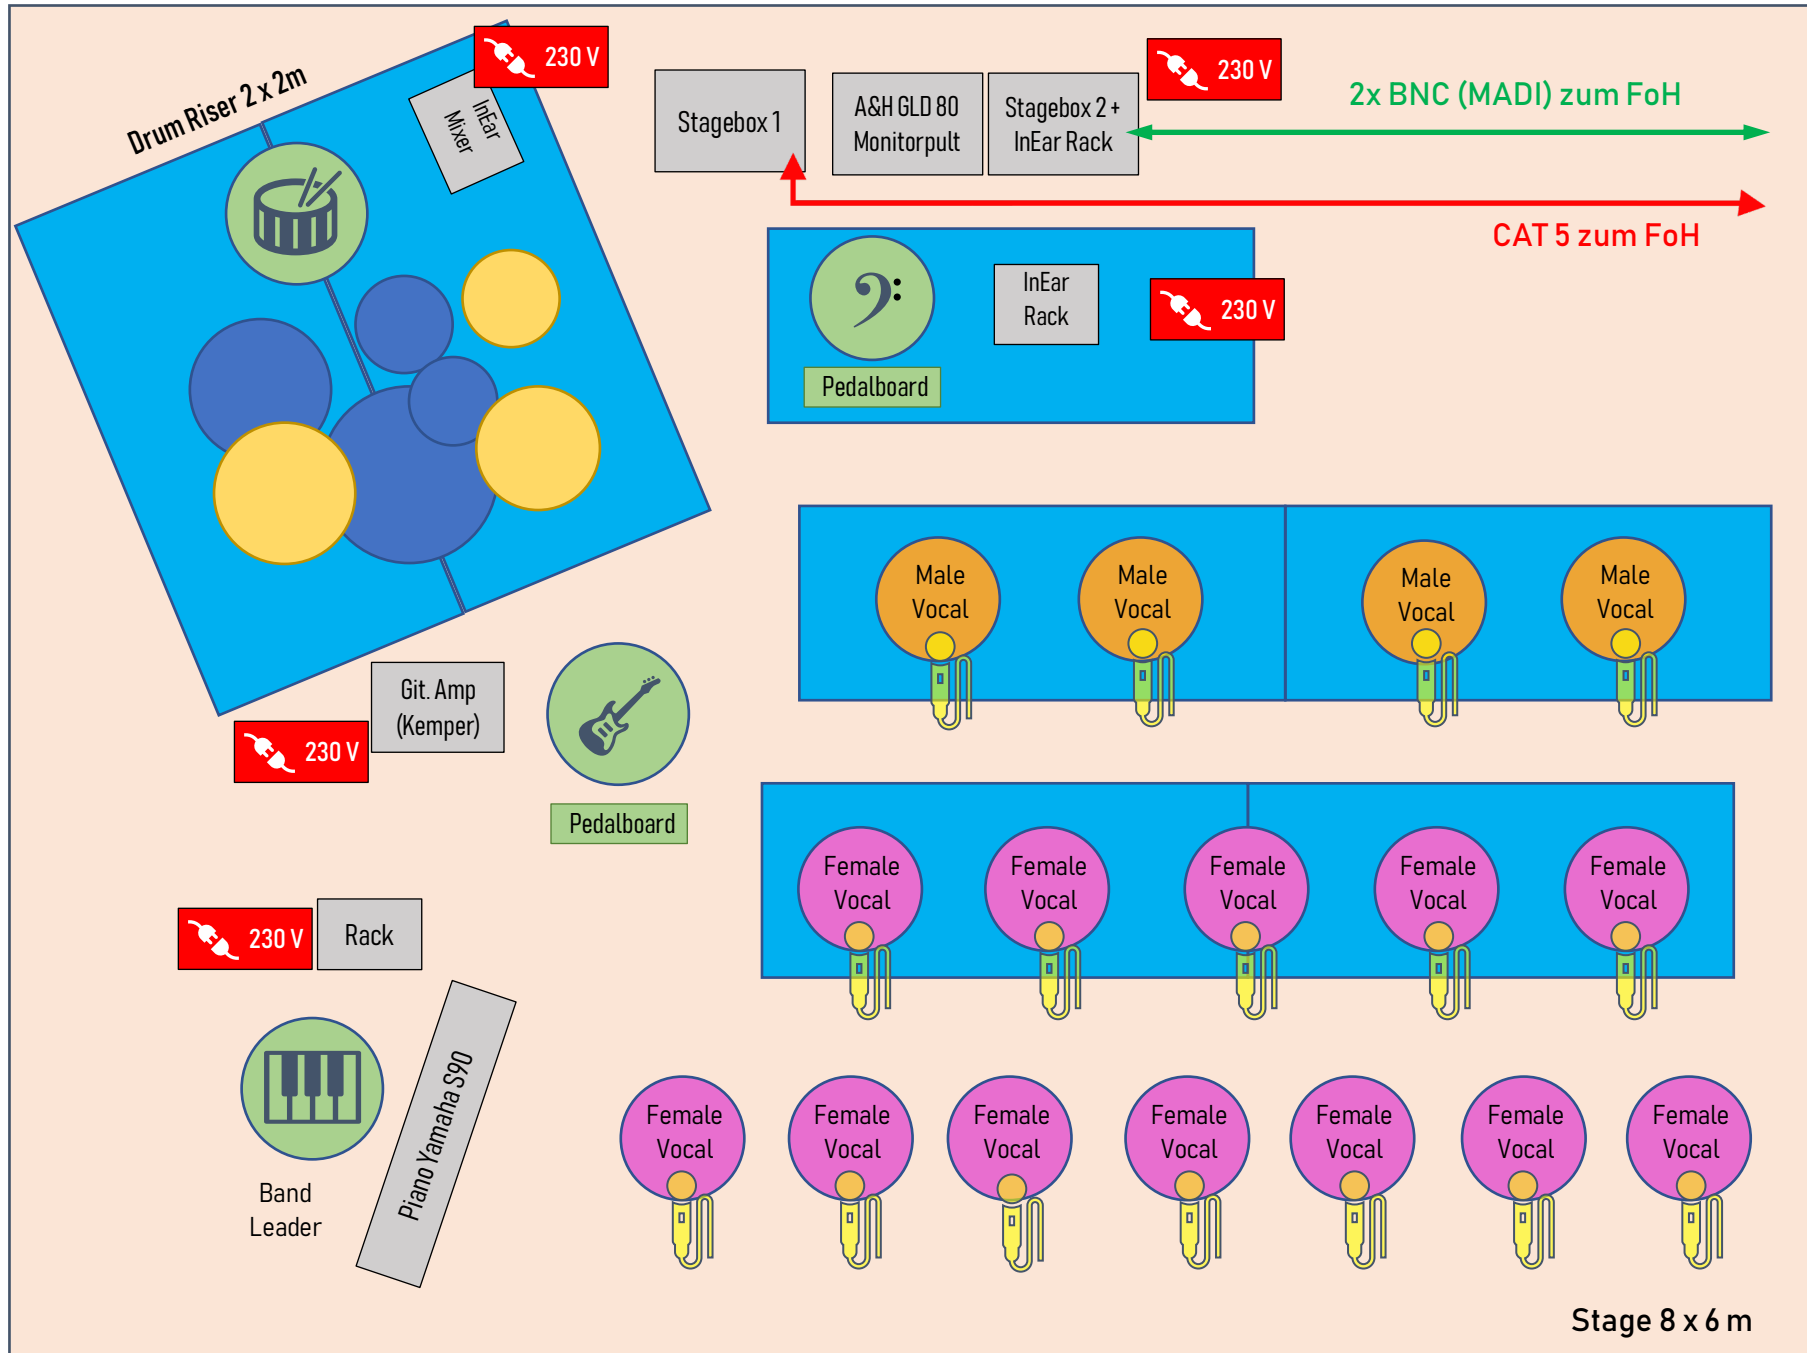 Drum Riser 2 x 2m
230 V
InEar
Mixer
Stagebox 1
A&H GLD 80
Monitorpult
Stagebox 2 +
InEar Rack
230 V
2x BNC (MADI) zum FoH
CAT 5 zum FoH
InEar
Rack
230 V
Pedalboard
Male
Vocal
Male
Vocal
Male
Vocal
Male
Vocal
Git. Amp
(Kemper)
230 V
Pedalboard
Female
Vocal
Female
Vocal
Female
Vocal
Female
Vocal
Female
Vocal
230 V
Rack
Piano Yamaha S90
Band
Leader
Female
Vocal
Female
Vocal
Female
Vocal
Female
Vocal
Female
Vocal
Female
Vocal
Female
Vocal
Stage 8 x 6 m